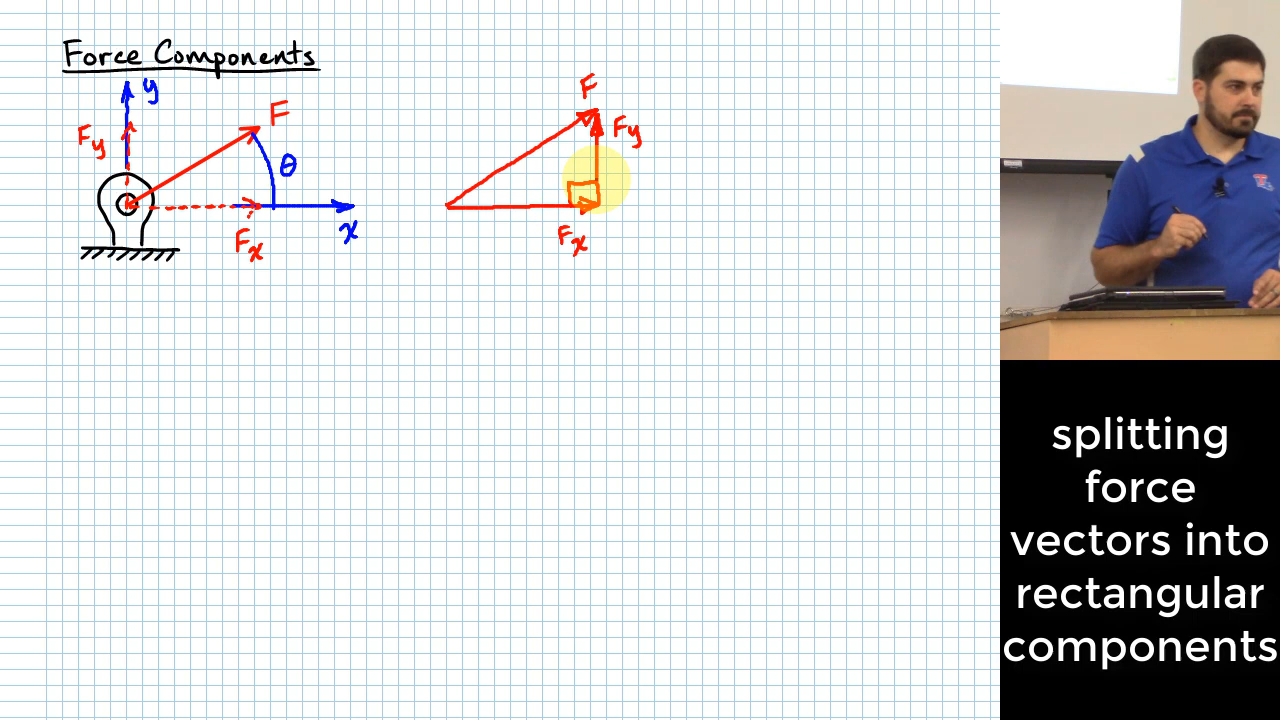 Force Components
y
F
Fy
θ
x
Fx
F
Fy
Fx
splitting
force
vectors into
rectangular
components